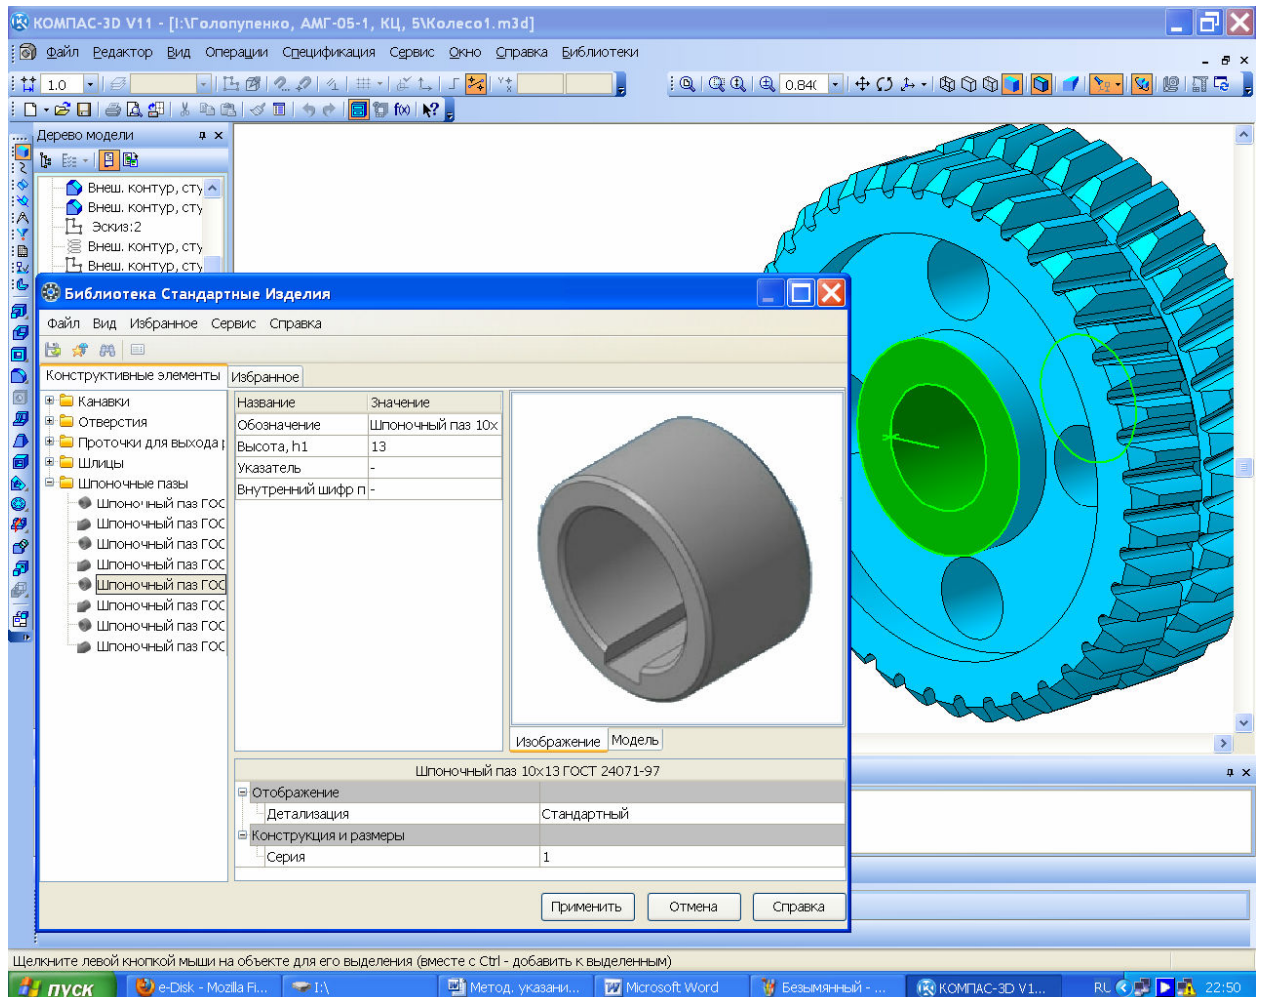 КОМПАС-3D V11 - [I:\Голопупенко, АМГ-05-1, КЦ, 5\Колесо1.m3d]
Файл Редактор Вид Операции Спецификация Сервис Окно Справка Библиотеки
1.0
0.84(
f(x)
Дерево модели
Внеш. контур, сту
Внеш. контур, сту
Эскиз:2
Внеш. контур, сту
Внеш. контур, сту
Библиотека Стандартные Изделия
Файл Вид Избранное Сервис Справка
Конструктивные элементы Избранное
Канавки
Отверстия
Проточки для выхода р
Шлицы
Шпоночные пазы
Шпоночный паз ГОС
Шпоночный паз ГОС
Шпоночный паз ГОС
Шпоночный паз ГОС
Шпоночный паз ГОС
Шпоночный паз ГОС
Шпоночный паз ГОС
Шпоночный паз ГОС
Название Значение
Обозначение Шпоночный паз 10x
Высота, h1 13
Указатель -
Внутренний шифр п -
Изображение Модель
Шпоночный паз 10x13 ГОСТ 24071-97
Отображение
Детализация Стандартный
Конструкция и размеры
Серия 1
Применить Отмена Справка
Щелкните левой кнопкой мыши на объекте для его выделения (вместе с Ctrl - добавить к выделенным)
пуск e-Disk - Mozilla Fi... I:\ Метод. указани... Microsoft Word Безымянный - ... КОМПАС-3D V1... RU 22:50